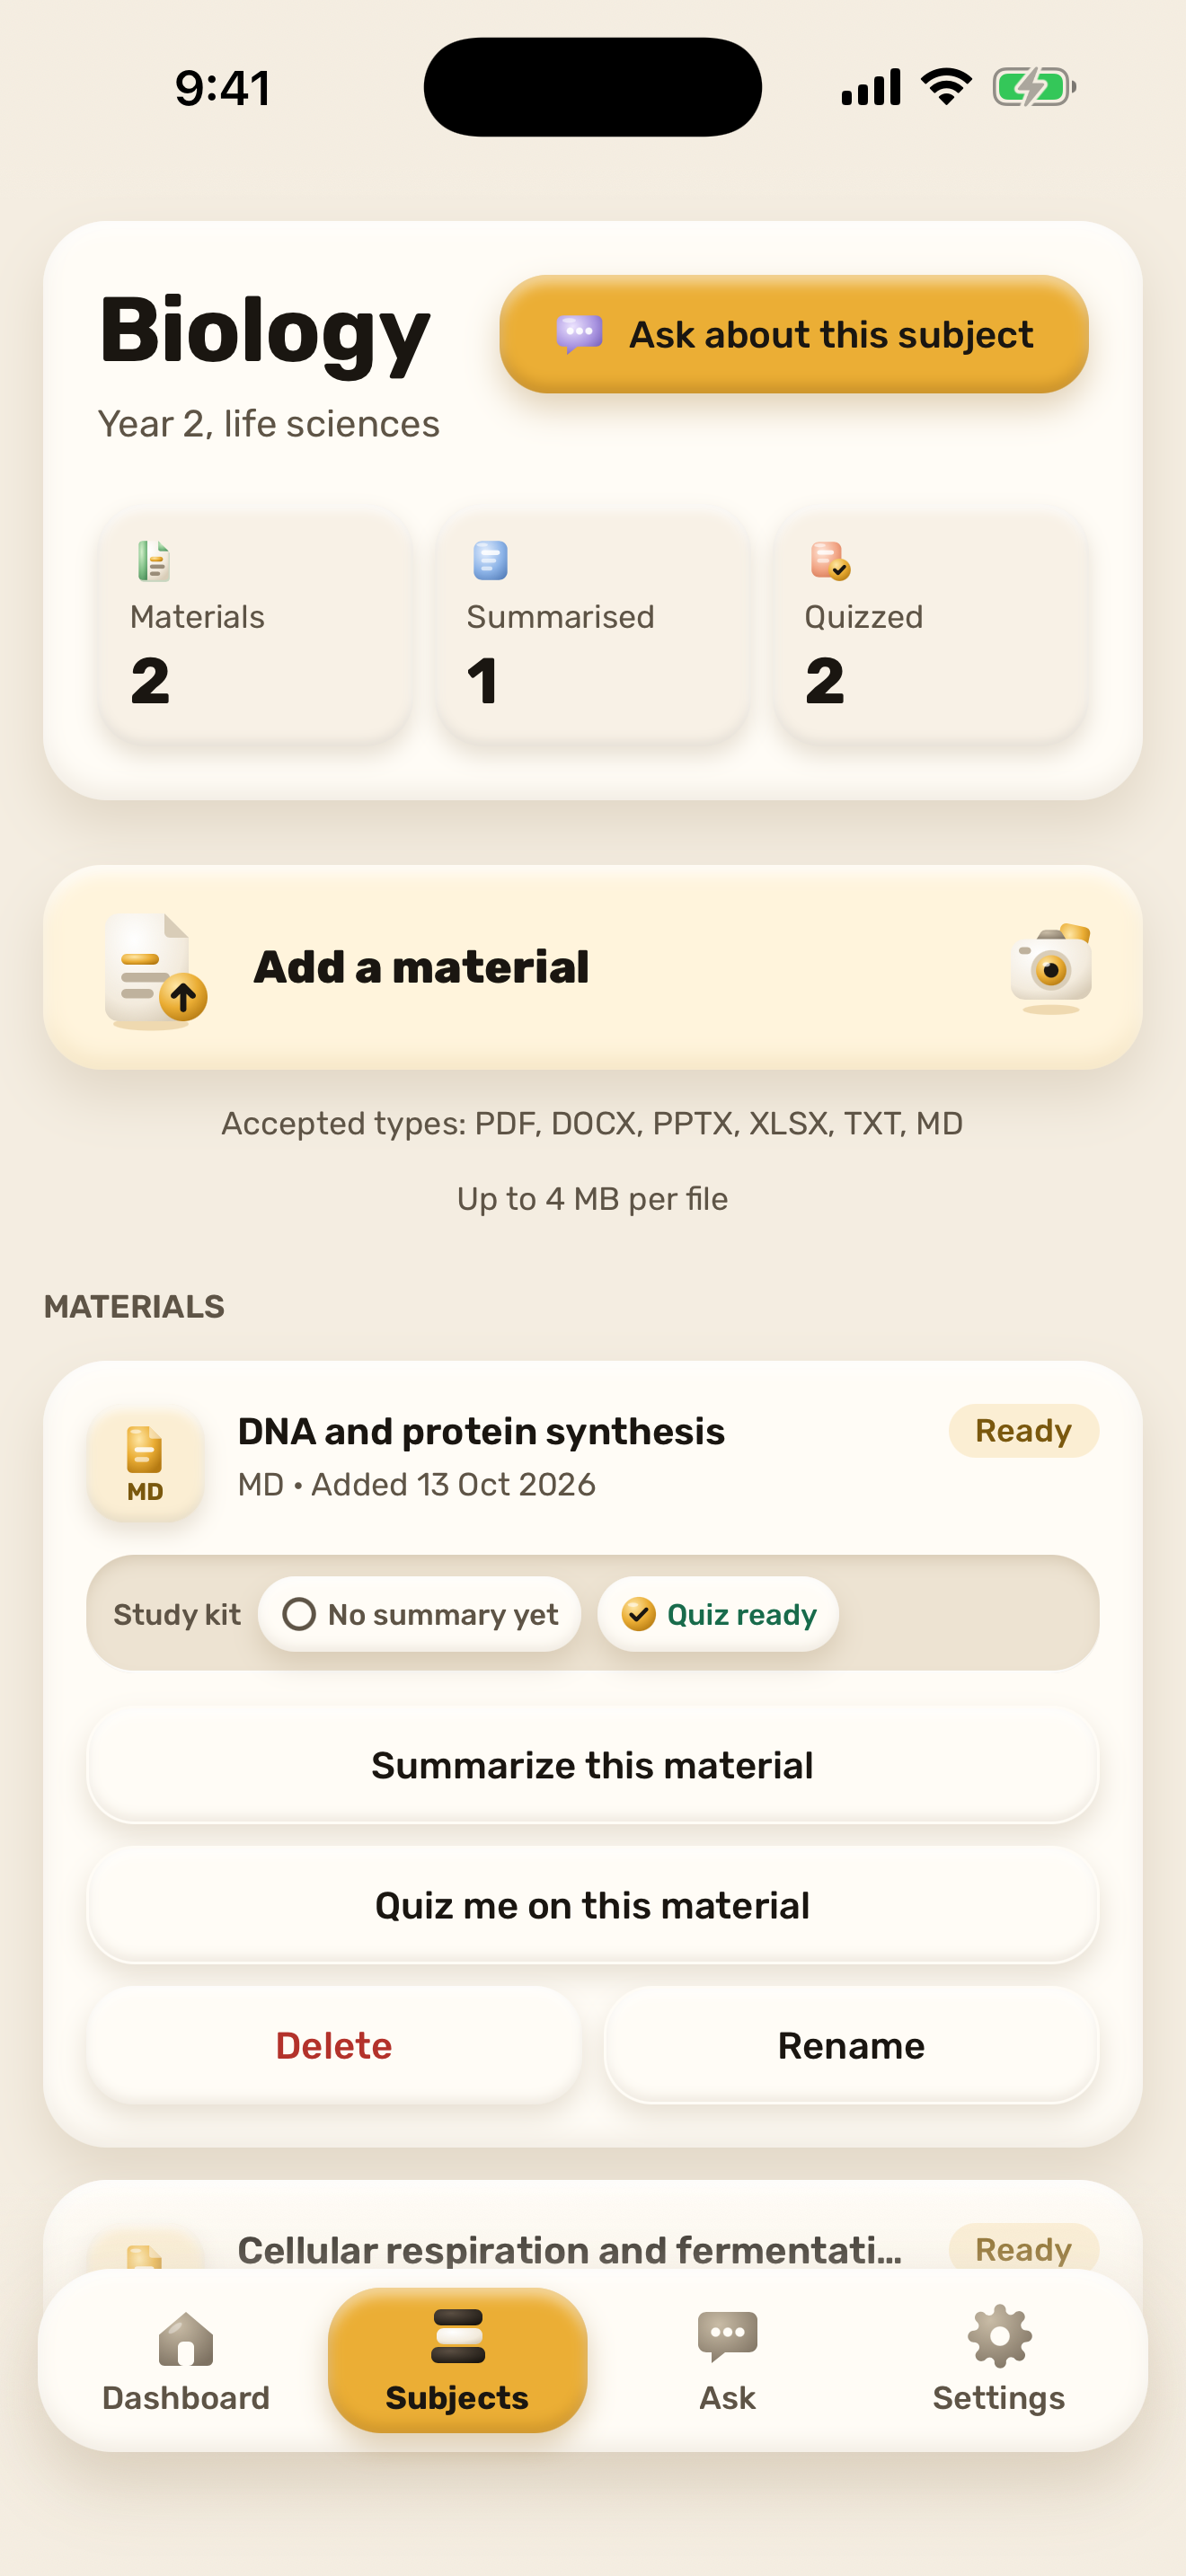 9:41
Biology
Ask about this subject
Year 2, life sciences
Materials
2
Summarised
1
Quizzed
2
Add a material
Accepted types: PDF, DOCX, PPTX, XLSX, TXT, MD
Up to 4 MB per file
MATERIALS
MD
DNA and protein synthesis
Ready
MD • Added 13 Oct 2026
Study kit
No summary yet
Quiz ready
Summarize this material
Quiz me on this material
Delete
Rename
Cellular respiration and fermentati...
Ready
Dashboard
Subjects
Ask
Settings